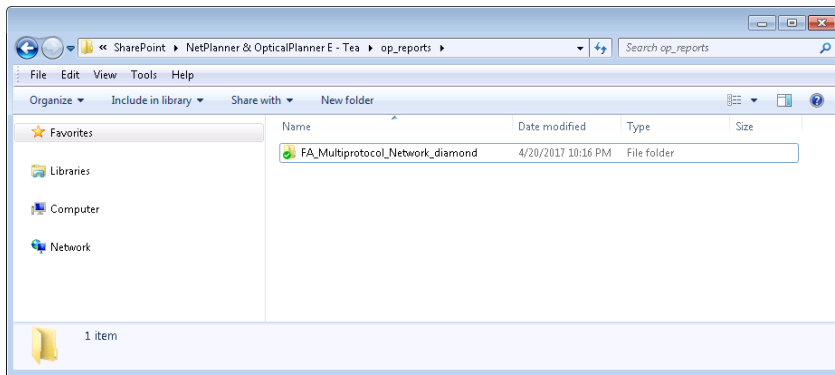 « SharePoint ▸ NetPlanner & OpticalPlanner E - Tea ▸ op_reports ▸ Search op_reports
File Edit View Tools Help
Organize Include in library Share with New folder
Name Date modified Type Size
Favorites
FA_Multiprotocol_Network_diamond 4/20/2017 10:16 PM File folder
Libraries
Computer
Network
1 item